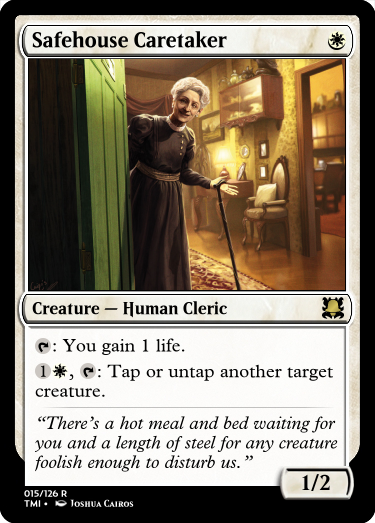 Safehouse Caretaker
Creature — Human Cleric
: You gain 1 life.
1, : Tap or untap another target
creature.
“There's a hot meal and bed waiting for
you and a length of steel for any creature
foolish enough to disturb us.”
1/2
015/126 R
TMI • Joshua Cairos